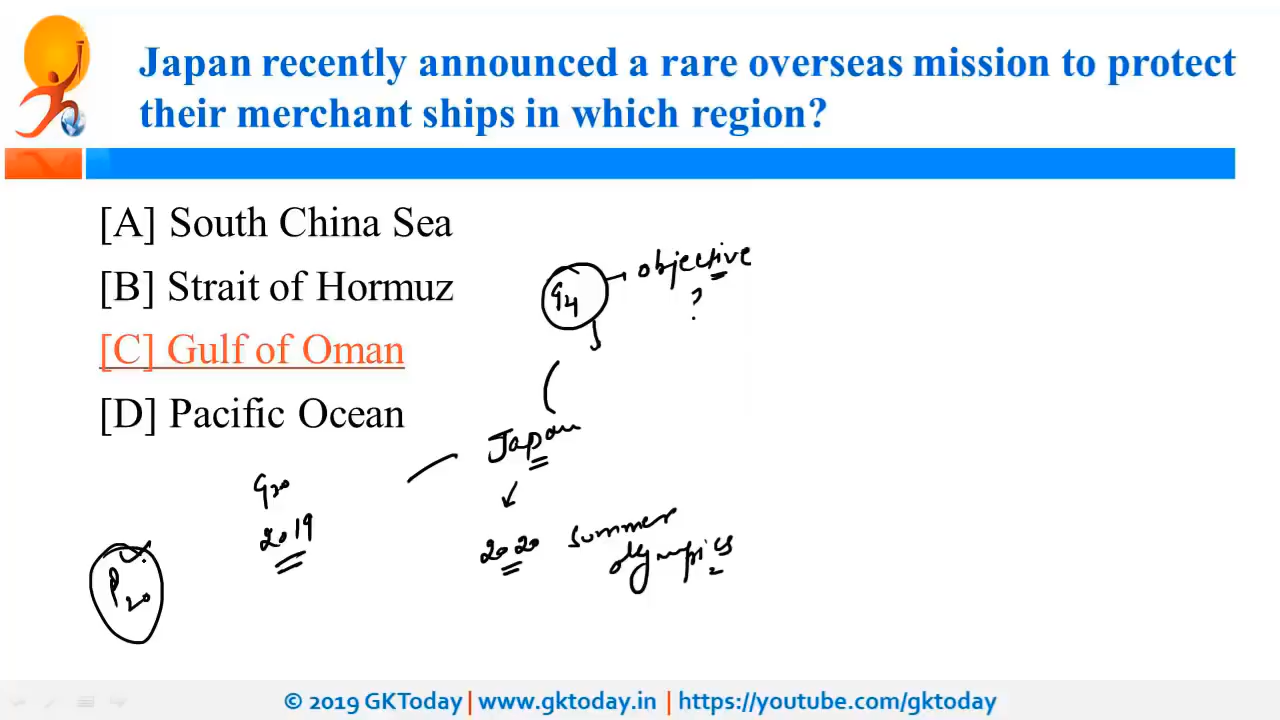 Japan recently announced a rare overseas mission to protect
their merchant ships in which region?
[A] South China Sea
[B] Strait of Hormuz
[C] Gulf of Oman
[D] Pacific Ocean
G4 objective
?
Japan
G20
2019
2020 summer
olympics
P20
© 2019 GKToday | www.gktoday.in | https://youtube.com/gktoday